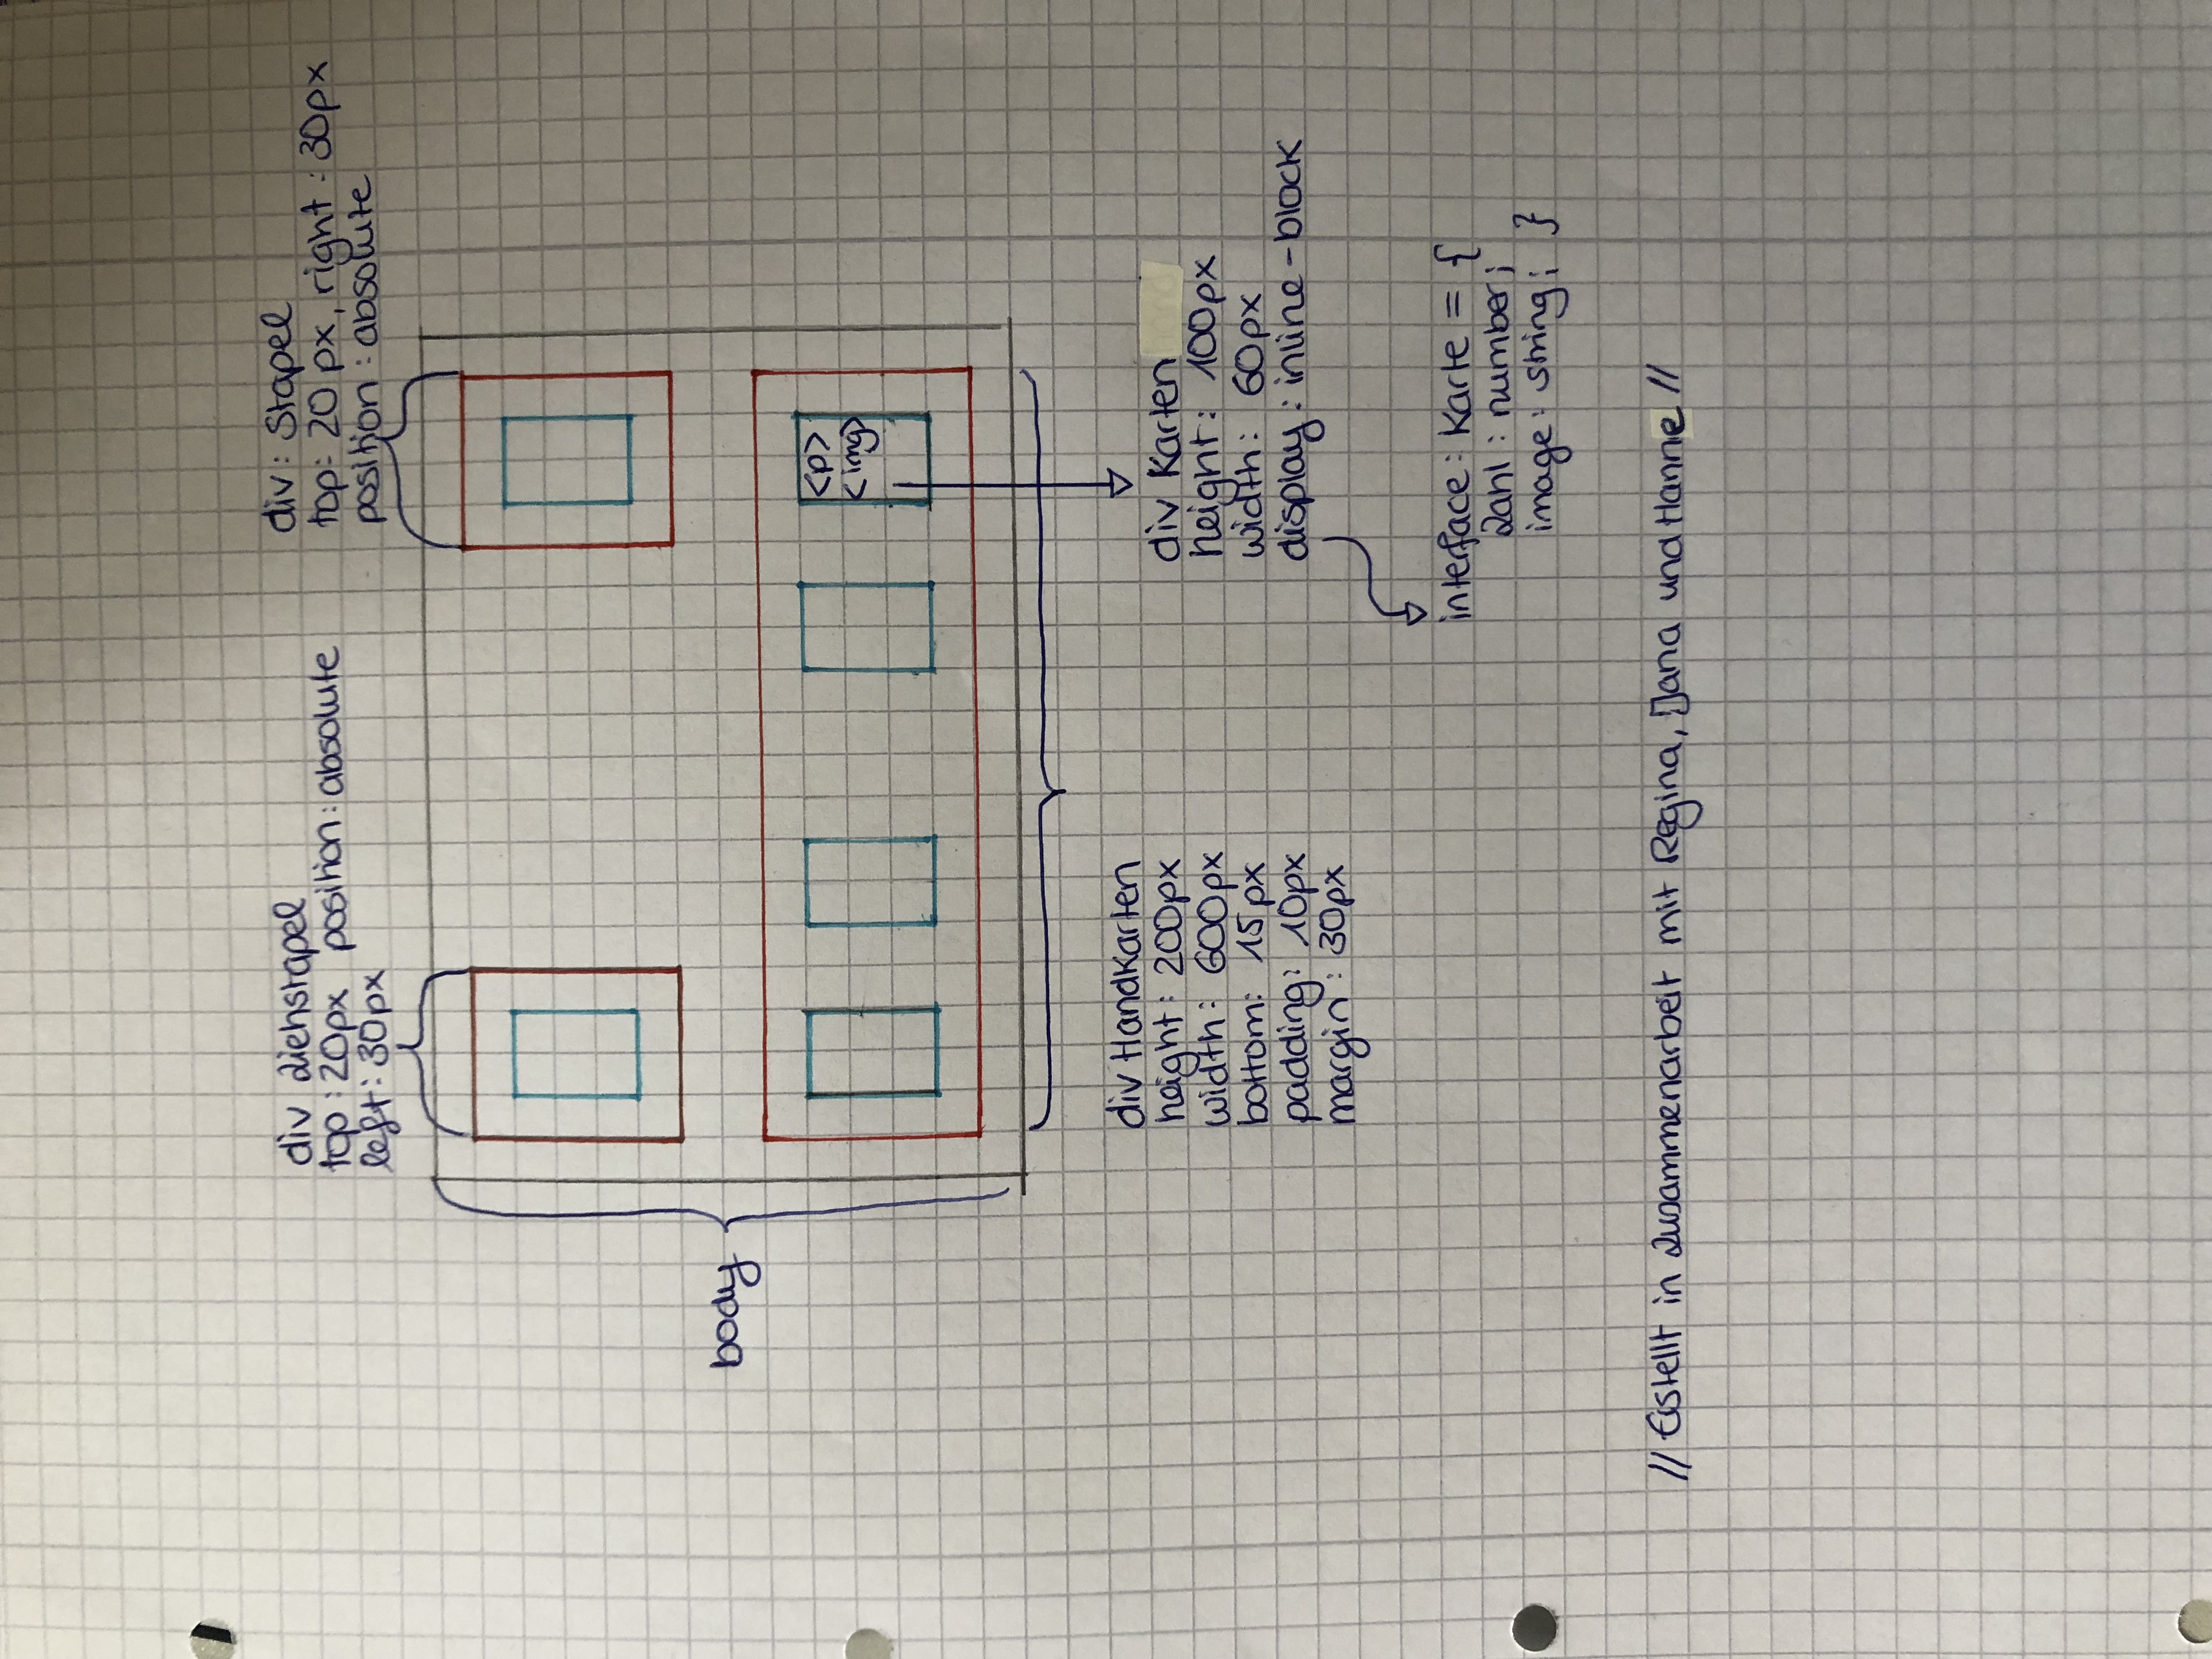 div Ziehstapel
top: 20px position: absolute
left: 30px
div: Stapel
top: 20 px, right: 30px
position: absolute
body
<p>
<img>
div Handkarten
height: 200px
width: 600px
bottom: 15px
padding: 10px
margin: 30px
div Karten
height: 100px
width: 60px
display: inline-block
interface: Karte = {
Zahl: number;
image: string; }
// Erstellt in Zusammenarbeit mit Regina, Jana und Hanne //